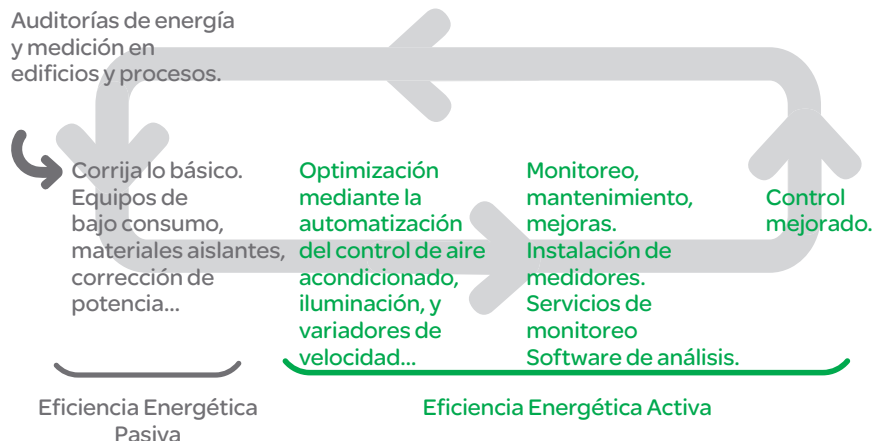 Auditorías de energía
y medición en
edificios y procesos.
Corrija lo básico.
Equipos de
bajo consumo,
materiales aislantes,
corrección de
potencia...
Optimización
mediante la
automatización
del control de aire
acondicionado,
iluminación, y
variadores de
velocidad...
Monitoreo,
mantenimiento,
mejoras.
Instalación de
medidores.
Servicios de
monitoreo
Software de análisis.
Control
mejorado.
Eficiencia Energética
Pasiva
Eficiencia Energética Activa